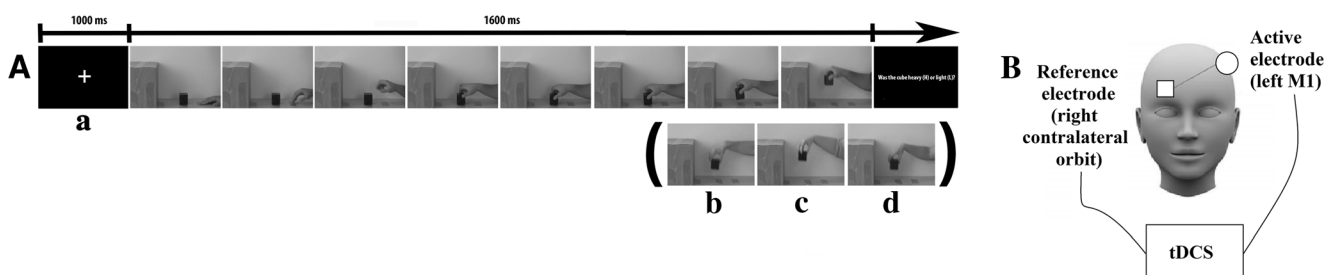 1000 ms
1600 ms
A
+
Was the cube heavy (H) or light (L)?
a
( )
b
c
d
B
Reference
electrode
(right
contralateral
orbit)
Active
electrode
(left M1)
tDCS